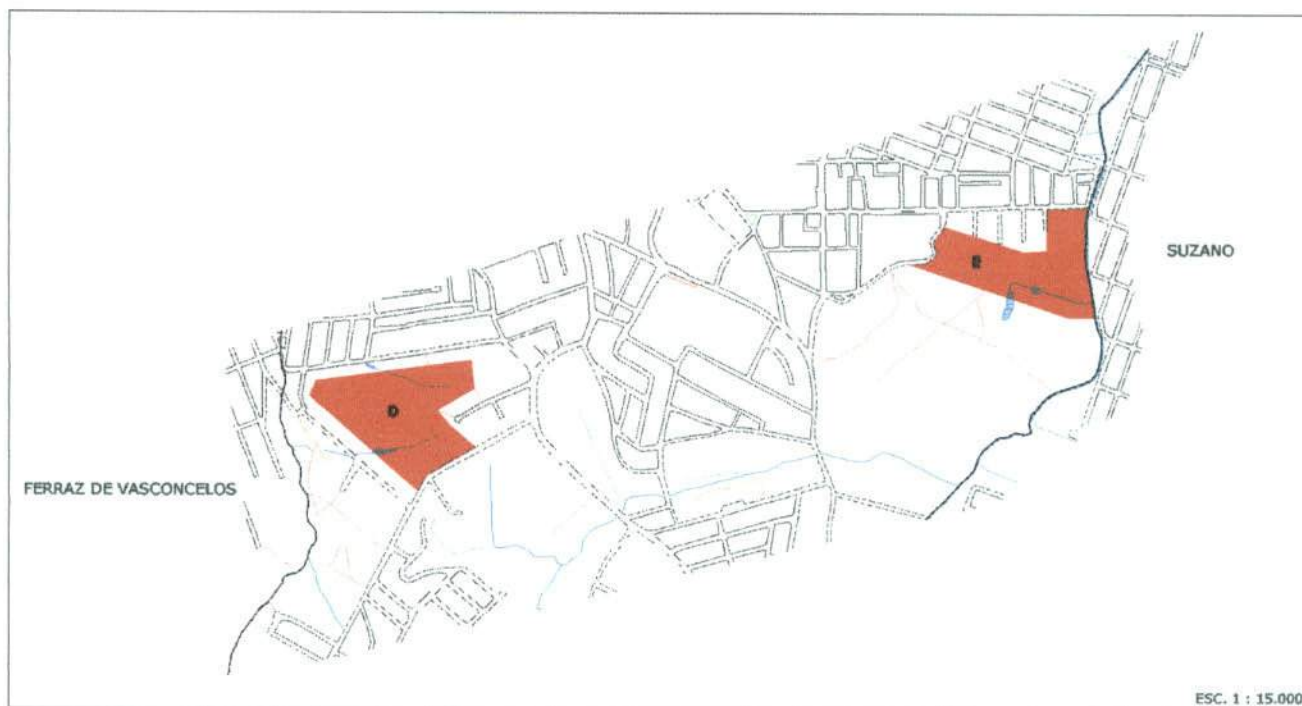 SUZANO
E
D
FERRAZ DE VASCONCELOS
ESC. 1 : 15.000